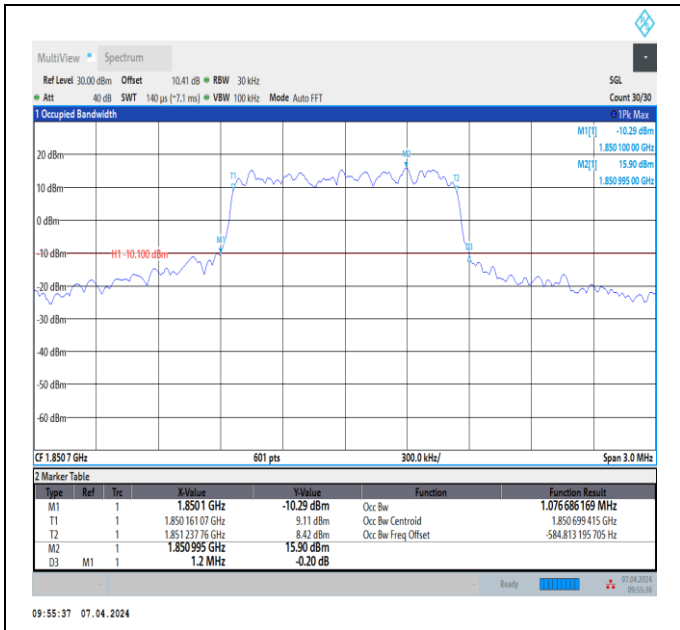 MultiView Spectrum
Ref Level 30.00 dBm Offset 10.41 dB RBW 30 kHz SGL
Att 40 dB SWT 140 µs (~7.1 ms) VBW 100 kHz Mode Auto FFT Count 30/30
1 Occupied Bandwidth 1Pk Max
M1[1] -10.29 dBm
1.850 100 00 GHz
M2[1] 15.90 dBm
1.850 995 00 GHz
20 dBm
M2
T1
T2
10 dBm
0 dBm
M1
D3
-10 dBm
H1 -10.100 dBm
-20 dBm
-30 dBm
-40 dBm
-50 dBm
-60 dBm
CF 1.850 7 GHz 601 pts 300.0 kHz/ Span 3.0 MHz
2 Marker Table
Type Ref Trc X-Value Y-Value Function Function Result
M1 1 1.850 1 GHz -10.29 dBm Occ Bw 1.076 686 169 MHz
T1 1 1.850 161 07 GHz 9.11 dBm Occ Bw Centroid 1.850 699 415 GHz
T2 1 1.851 237 76 GHz 8.42 dBm Occ Bw Freq Offset -584.813 195 705 Hz
M2 1 1.850 995 GHz 15.90 dBm
D3 M1 1 1.2 MHz -0.20 dB
Ready 07.04.2024
09:55:36
09:55:37 07.04.2024